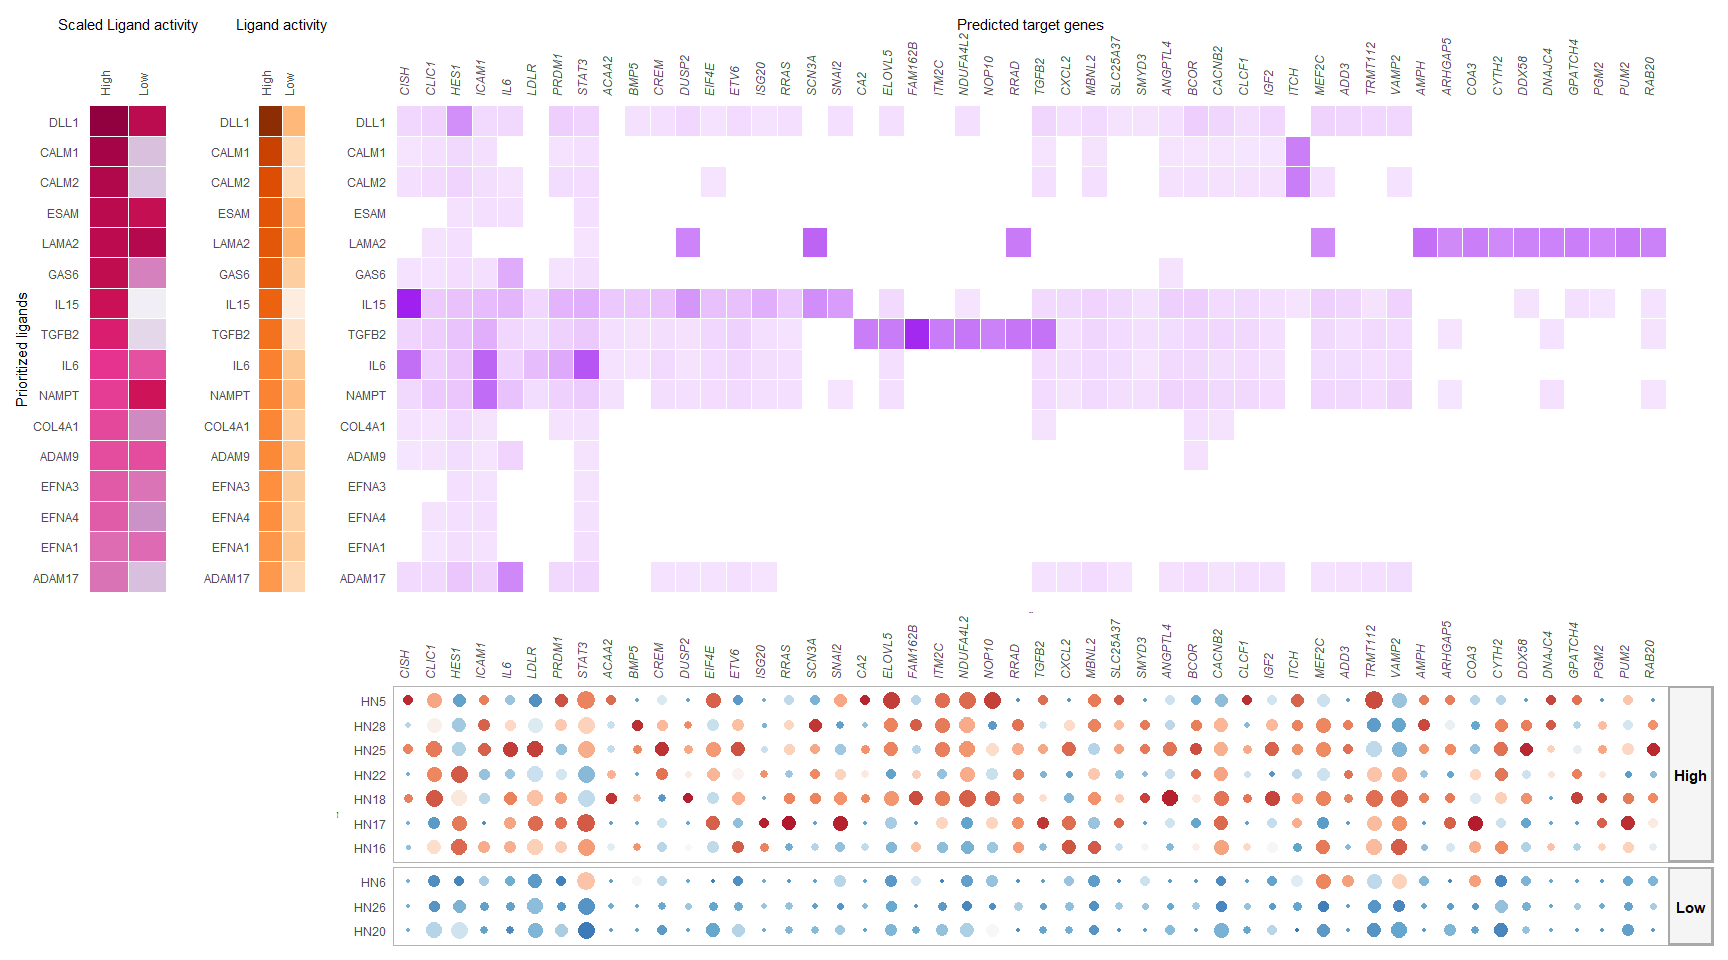 Scaled Ligand activity
Ligand activity
Predicted target genes
High
Low
High
Low
CISH
CLIC1
HES1
ICAM1
IL6
LDLR
PRDM1
STAT3
ACAA2
BMP5
CREM
DUSP2
EIF4E
ETV6
ISG20
RRAS
SCN3A
SNAI2
CA2
ELOVL5
FAM162B
ITM2C
NDUFA4L2
NOP10
RRAD
TGFB2
CXCL2
MBNL2
SLC25A37
SMYD3
ANGPTL4
BCOR
CACNB2
CLCF1
IGF2
ITCH
MEF2C
ADD3
TRMT112
VAMP2
AMPH
ARHGAP5
COA3
CYTH2
DDX58
DNAJC4
GPATCH4
PGM2
PUM2
RAB20
Prioritized ligands
DLL1 DLL1 DLL1
CALM1 CALM1 CALM1
CALM2 CALM2 CALM2
ESAM ESAM ESAM
LAMA2 LAMA2 LAMA2
GAS6 GAS6 GAS6
IL15 IL15 IL15
TGFB2 TGFB2 TGFB2
IL6 IL6 IL6
NAMPT NAMPT NAMPT
COL4A1 COL4A1 COL4A1
ADAM9 ADAM9 ADAM9
EFNA3 EFNA3 EFNA3
EFNA4 EFNA4 EFNA4
EFNA1 EFNA1 EFNA1
ADAM17 ADAM17 ADAM17
CISH
CLIC1
HES1
ICAM1
IL6
LDLR
PRDM1
STAT3
ACAA2
BMP5
CREM
DUSP2
EIF4E
ETV6
ISG20
RRAS
SCN3A
SNAI2
CA2
ELOVL5
FAM162B
ITM2C
NDUFA4L2
NOP10
RRAD
TGFB2
CXCL2
MBNL2
SLC25A37
SMYD3
ANGPTL4
BCOR
CACNB2
CLCF1
IGF2
ITCH
MEF2C
ADD3
TRMT112
VAMP2
AMPH
ARHGAP5
COA3
CYTH2
DDX58
DNAJC4
GPATCH4
PGM2
PUM2
RAB20
HN5
HN28
HN25
HN22
HN18
HN17
HN16
High
HN6
HN26
HN20
Low